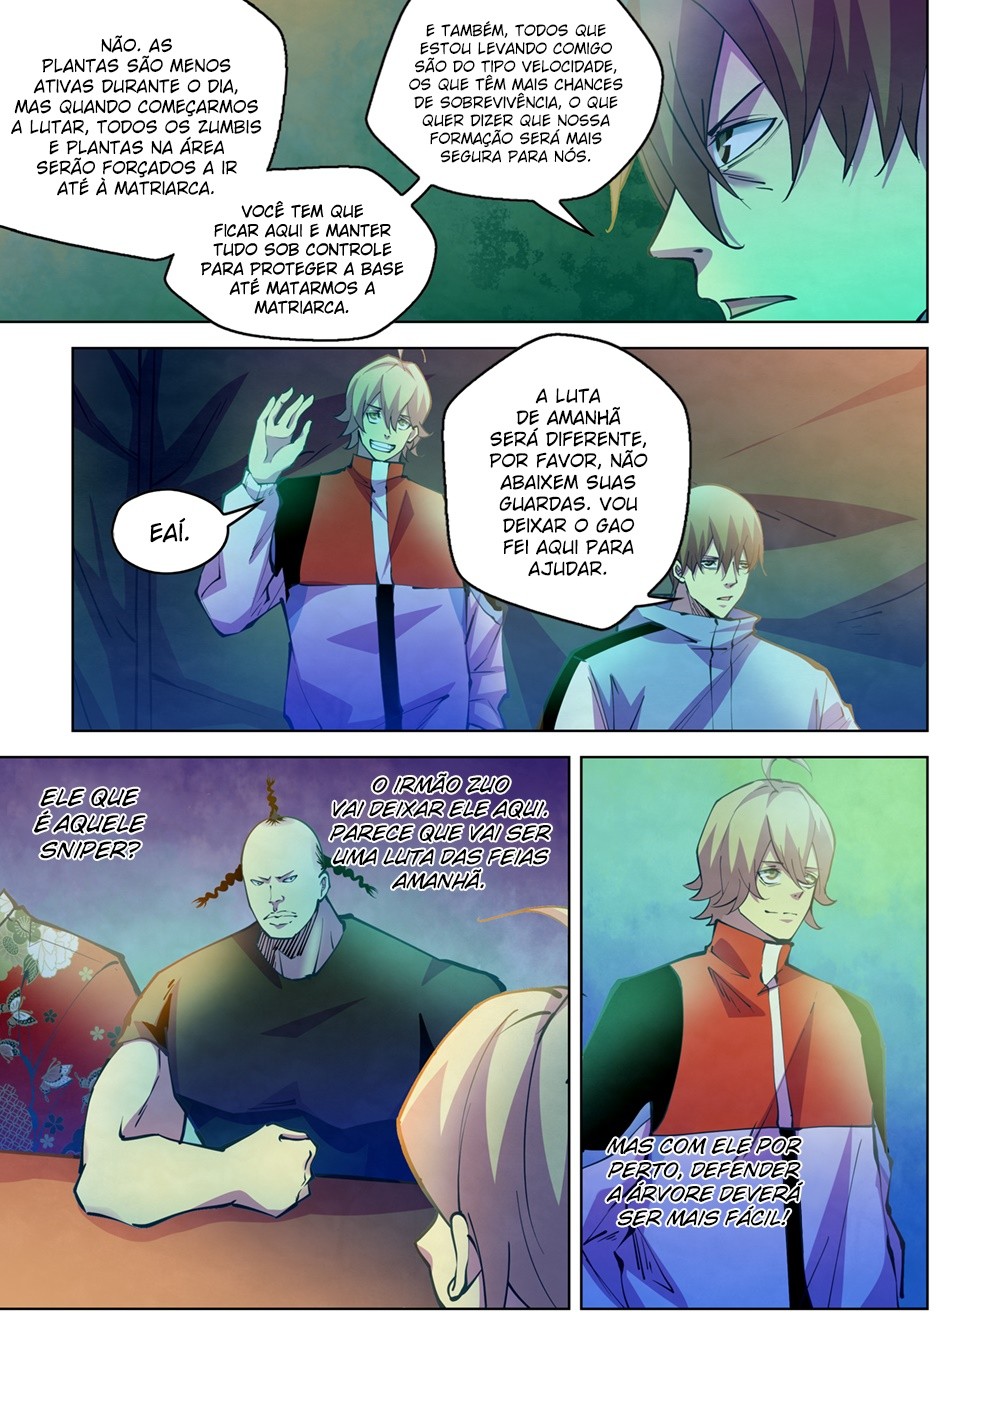 NÃO. AS
PLANTAS SÃO MENOS
ATIVAS DURANTE O DIA,
MAS QUANDO COMEÇARMOS
A LUTAR, TODOS OS ZUMBIS
E PLANTAS NA ÁREA
SERÃO FORÇADOS A IR
ATÉ À MATRIARCA.
VOCÊ TEM QUE
FICAR AQUI E MANTER
TUDO SOB CONTROLE
PARA PROTEGER A BASE
ATÉ MATARMOS A
MATRIARCA.
E TAMBÉM, TODOS QUE
ESTOU LEVANDO COMIGO
SÃO DO TIPO VELOCIDADE,
OS QUE TÊM MAIS CHANCES
DE SOBREVIVÊNCIA, O QUE
QUER DIZER QUE NOSSA
FORMAÇÃO SERÁ MAIS
SEGURA PARA NÓS.
EAÍ.
A LUTA
DE AMANHÃ
SERÁ DIFERENTE,
POR FAVOR, NÃO
ABAIXEM SUAS
GUARDAS. VOU
DEIXAR O GAO
FEI AQUI PARA
AJUDAR.
ELE QUE
É AQUELE
SNIPER?
O IRMÃO ZUO
VAI DEIXAR ELE AQUI.
PARECE QUE VAI SER
UMA LUTA DAS FEIAS
AMANHÃ.
MAS COM ELE POR
PERTO, DEFENDER
A ÁRVORE DEVERÁ
SER MAIS FÁCIL!